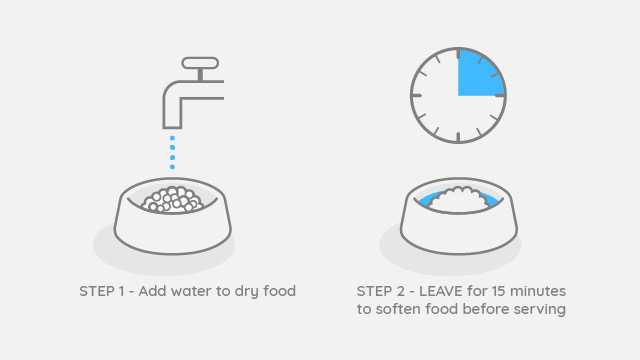 STEP 1 - Add water to dry food
STEP 2 - LEAVE for 15 minutes
to soften food before serving